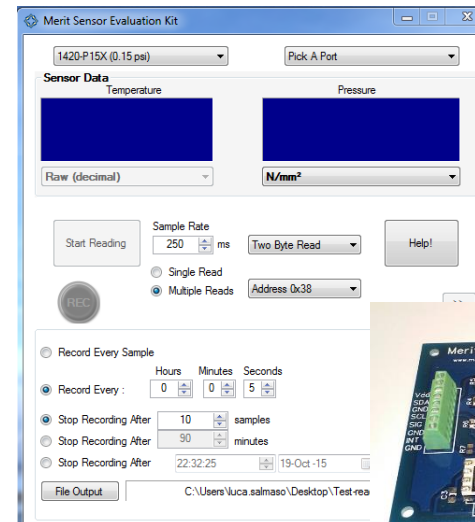 Merit Sensor Evaluation Kit
1420-P15X (0.15 psi)
Pick A Port
Sensor Data
Temperature
Pressure
Raw (decimal)
N/mm²
Start Reading
Sample Rate
250 ms
Two Byte Read
Help!
Single Read
Multiple Reads
Address 0x38
REC
>>
Record Every Sample
Hours Minutes Seconds
Record Every : 0 0 5
Stop Recording After 10 samples
Stop Recording After 90 minutes
Stop Recording After 22:32:25 19-Oct -15
File Output
C:\Users\luca.salmaso\Desktop\Test-rea
Merit
Vdd
SDA
GND
SCL
SIG
GND
INT
GND
R7